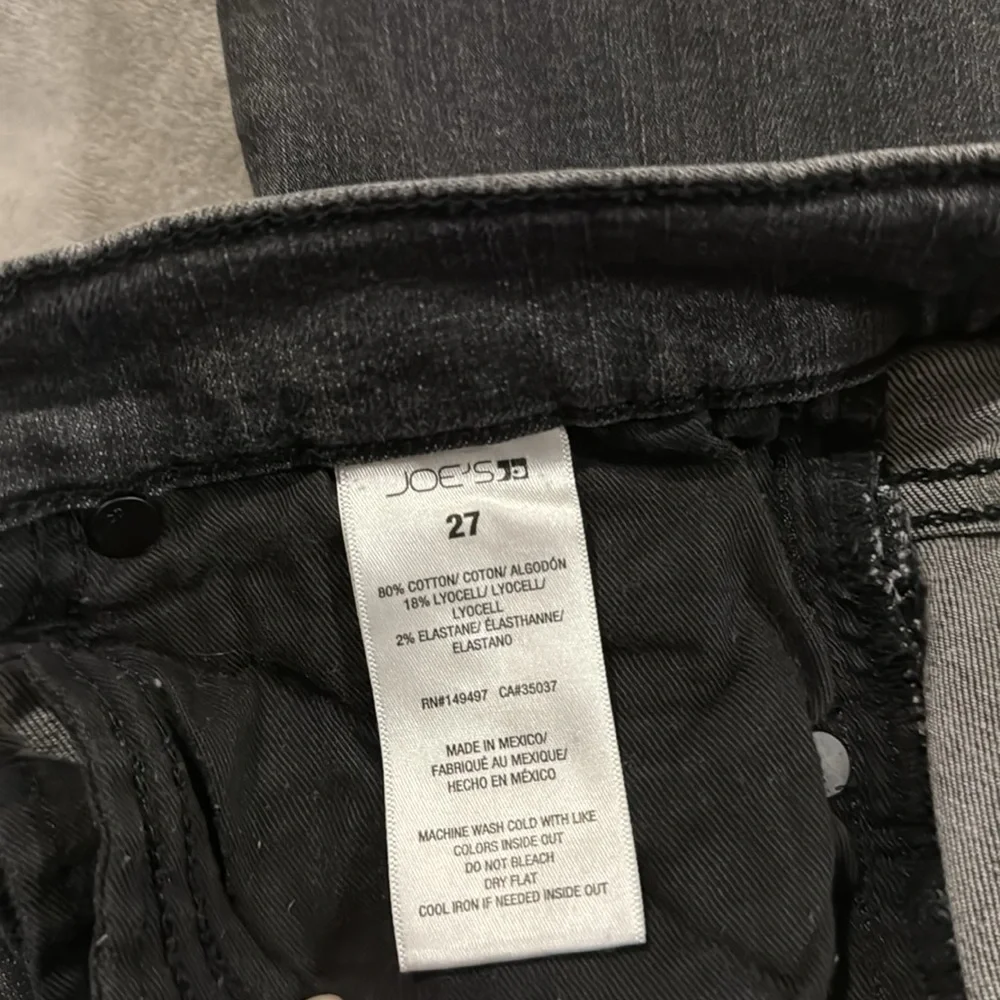 JOE'S
27
80% COTTON/ COTON/ ALGODÓN
18% LYOCELL/ LYOCELL/
LYOCELL
2% ELASTANE/ ÉLASTHANNE/
ELASTANO
RN#149497 CA#35037
MADE IN MEXICO/
FABRIQUÉ AU MEXIQUE/
HECHO EN MÉXICO
MACHINE WASH COLD WITH LIKE
COLORS INSIDE OUT
DO NOT BLEACH
DRY FLAT
COOL IRON IF NEEDED INSIDE OUT